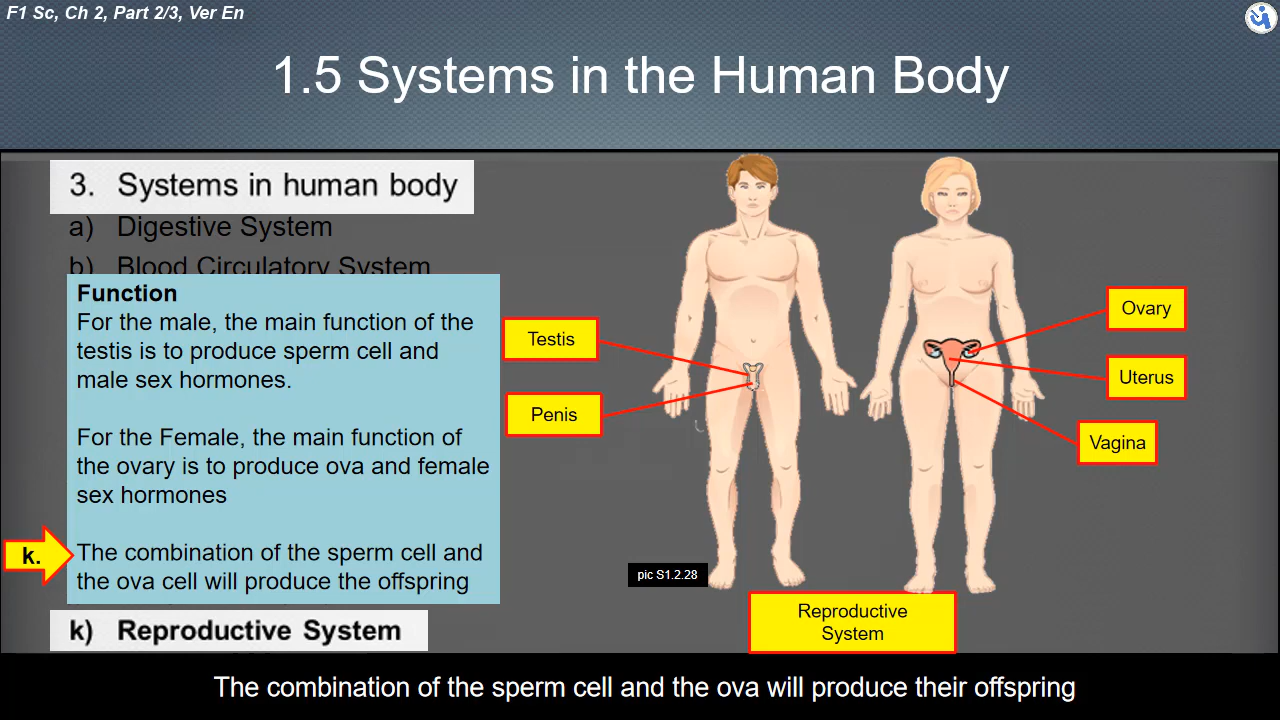 F1 Sc, Ch 2, Part 2/3, Ver En
1.5 Systems in the Human Body
3. Systems in human body
a) Digestive System
b) Blood Circulatory System
Function
For the male, the main function of the
testis is to produce sperm cell and
male sex hormones.
For the Female, the main function of
the ovary is to produce ova and female
sex hormones
k.
The combination of the sperm cell and
the ova cell will produce the offspring
k) Reproductive System
Testis
Penis
Ovary
Uterus
Vagina
pic S1.2.28
Reproductive
System
The combination of the sperm cell and the ova will produce their offspring